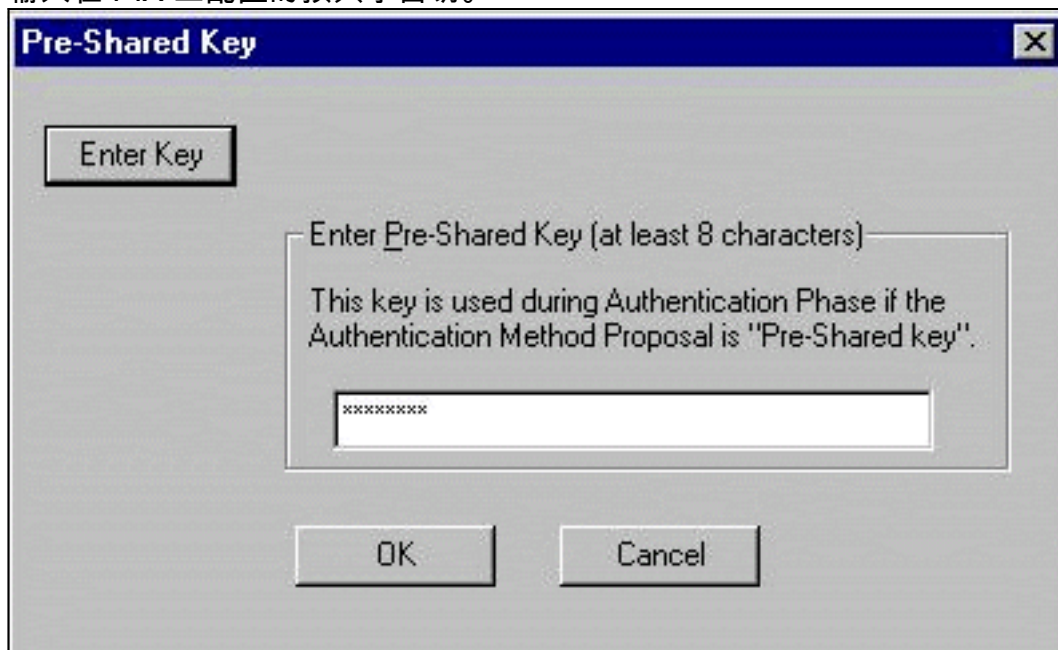 Pre-Shared Key
Enter Key
Enter Pre-Shared Key (at least 8 characters)
This key is used during Authentication Phase if the
Authentication Method Proposal is "Pre-Shared key".
××××××××
OK
Cancel